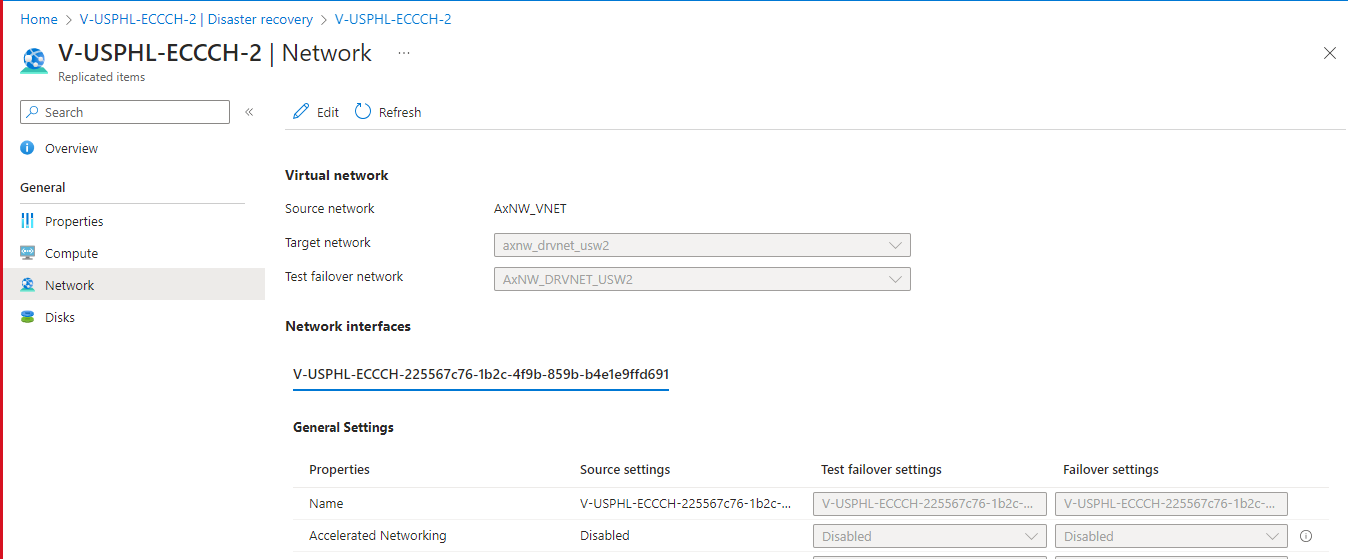 Home > V-USPHL-ECCCH-2 | Disaster recovery > V-USPHL-ECCCH-2
V-USPHL-ECCCH-2 | Network ...
Replicated items
Search
«
Edit
Refresh
Overview
General
Properties
Compute
Network
Disks
Virtual network
Source network AxNW_VNET
Target network axnw_drvnet_usw2
Test failover network AxNW_DRVNET_USW2
Network interfaces
V-USPHL-ECCCH-225567c76-1b2c-4f9b-859b-b4e1e9ffd691
General Settings
Properties Source settings Test failover settings Failover settings
Name V-USPHL-ECCCH-225567c76-1b2c-... V-USPHL-ECCCH-225567c76-1b2c-... V-USPHL-ECCCH-225567c76-1b2c-...
Accelerated Networking Disabled Disabled Disabled